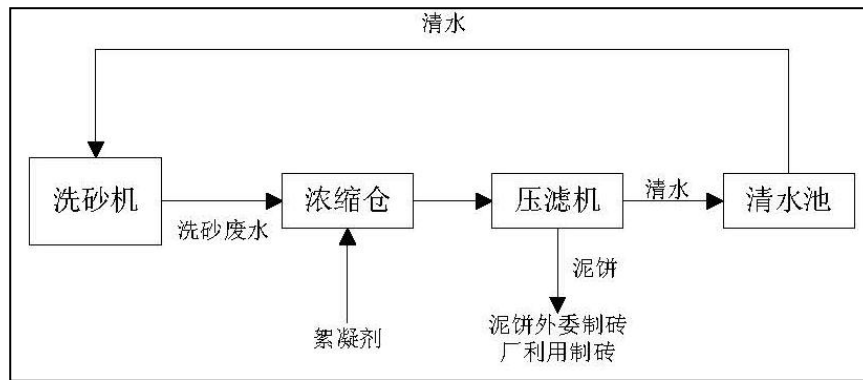 清水
洗砂机
洗砂废水
浓缩仓
絮凝剂
压滤机
清水
清水池
泥饼
泥饼外委制砖
厂利用制砖